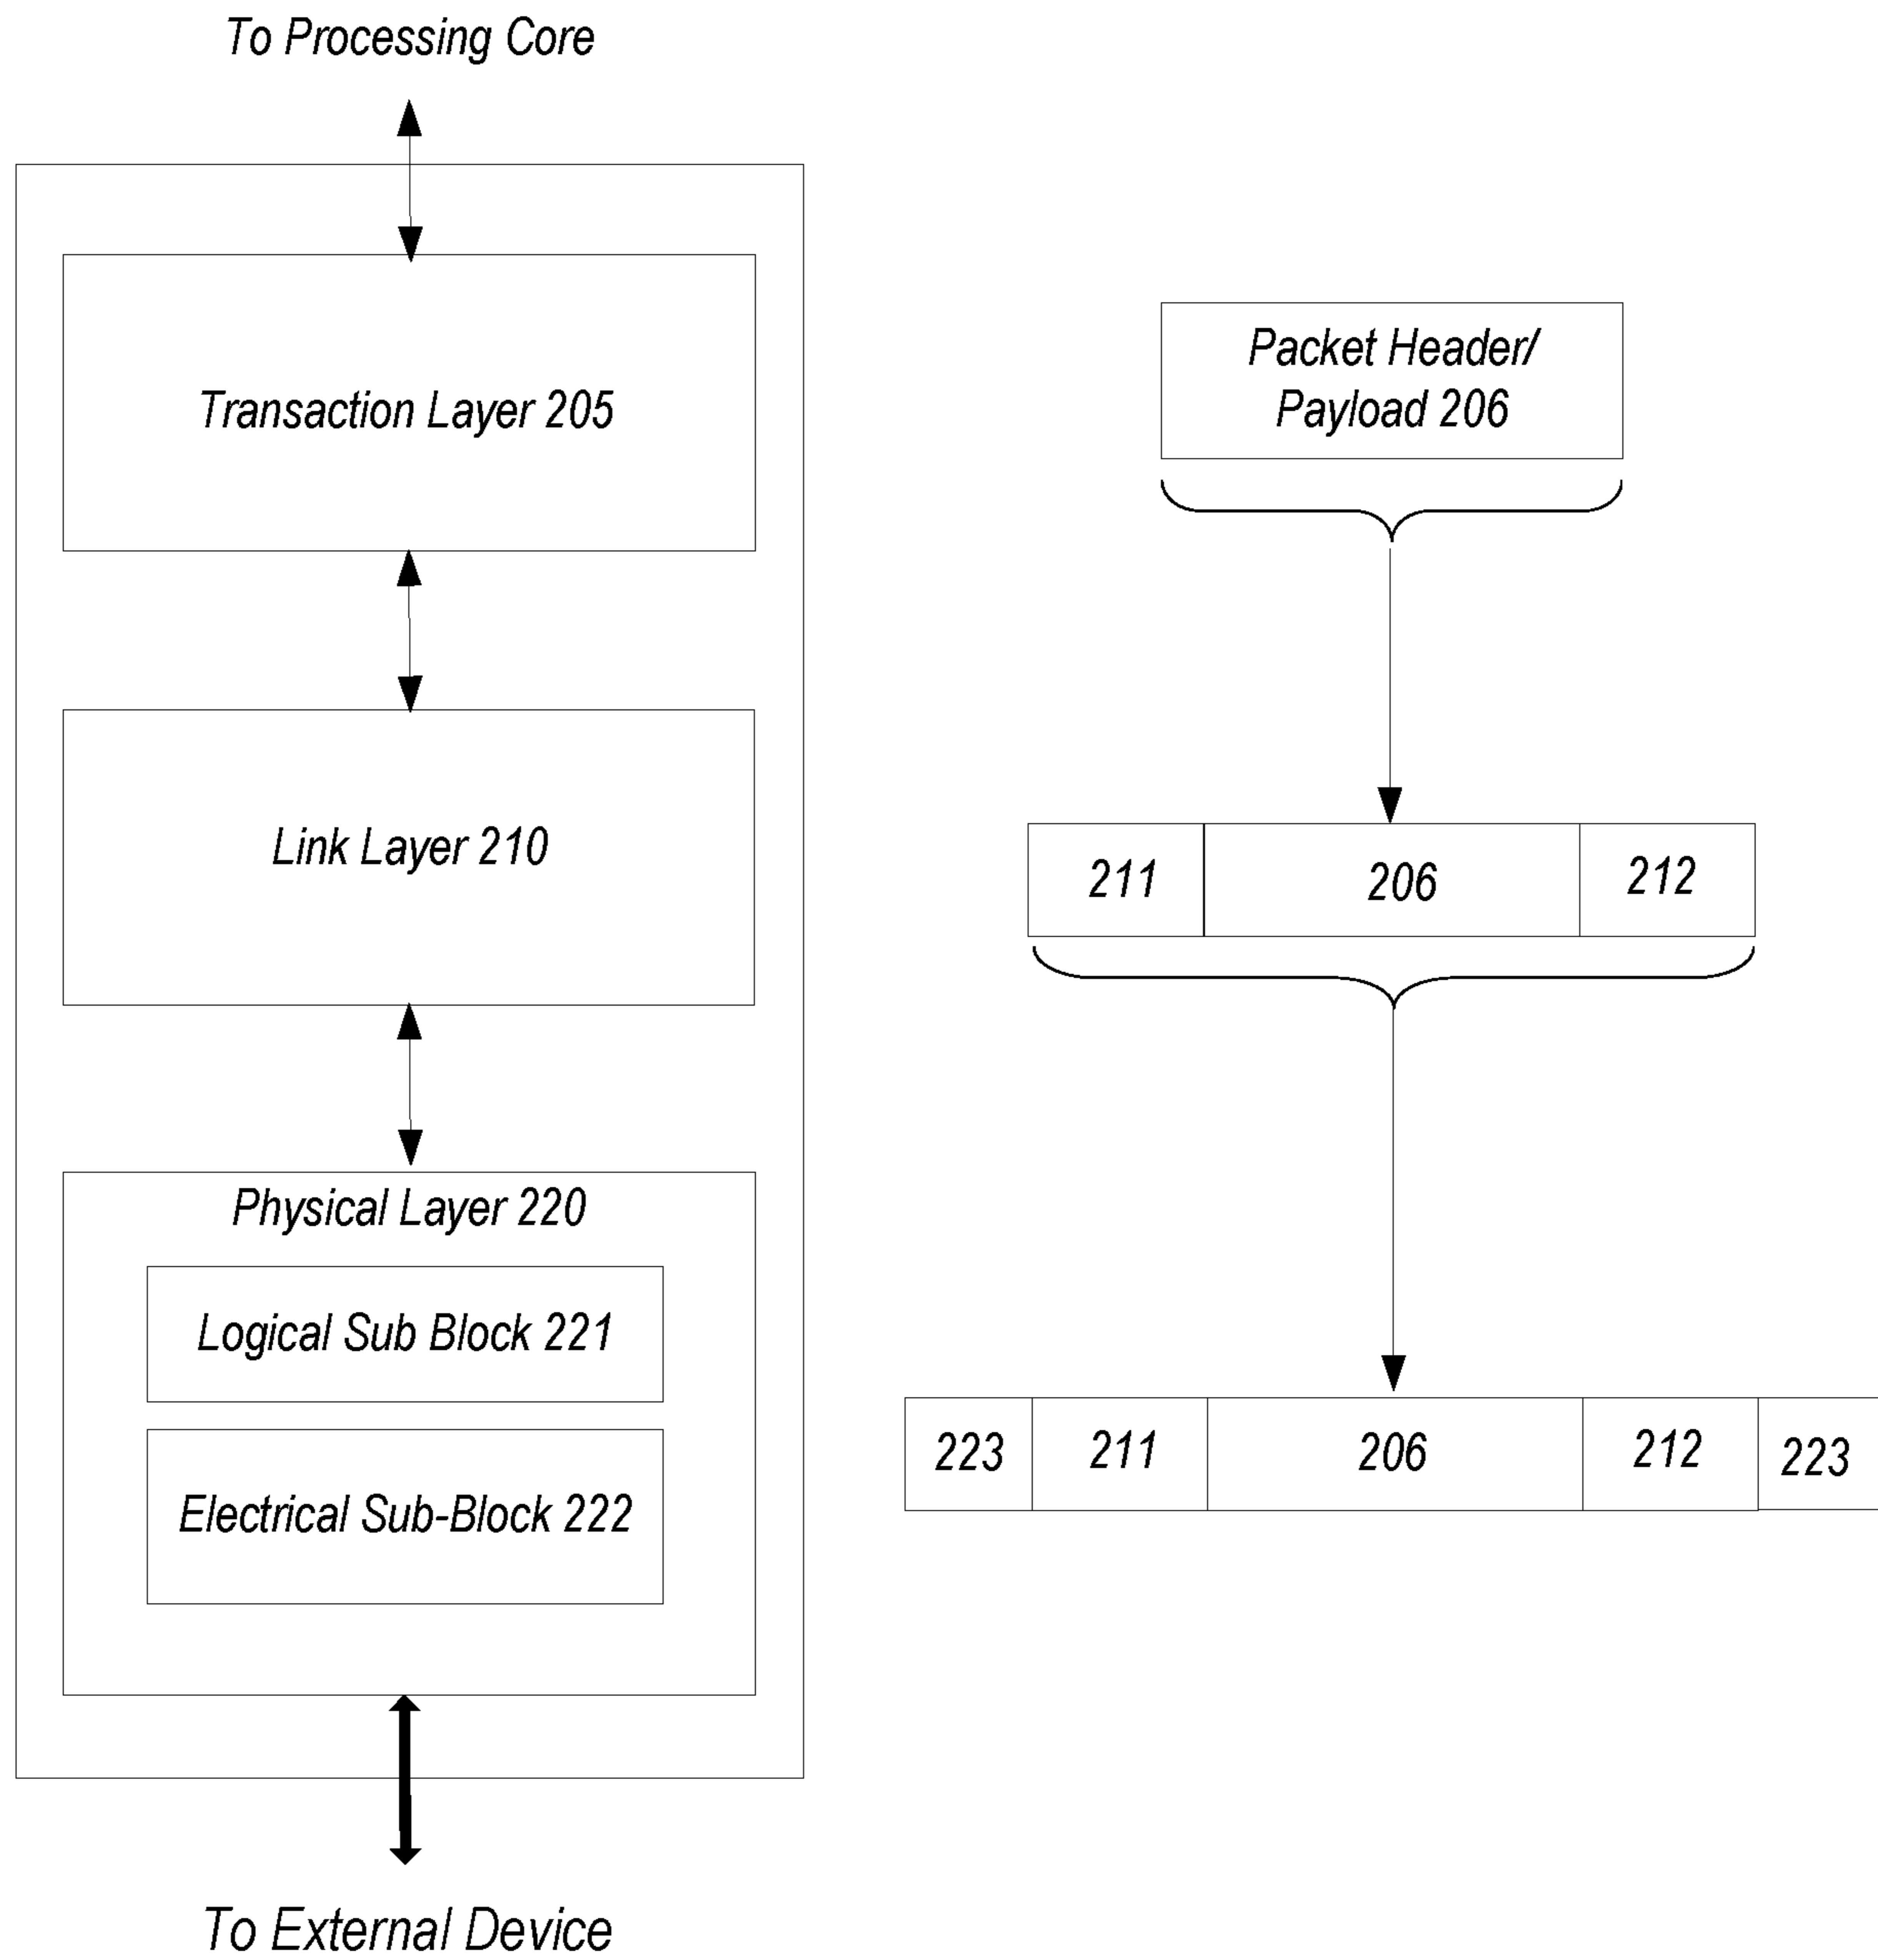 To Processing Core
Transaction Layer 205
Link Layer 210
Physical Layer 220
Logical Sub Block 221
Electrical Sub-Block 222
To External Device
Packet Header/
Payload 206
211 206 212
223 211 206 212 223